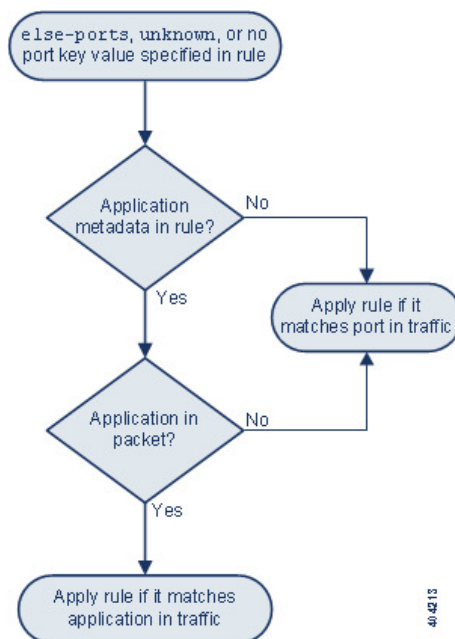 else-ports, unknown, or no
port key value specified in rule
Application
metadata in rule?
No
Yes
Apply rule if it
matches port in traffic
Application in
packet?
No
Yes
Apply rule if it matches
application in traffic
404213